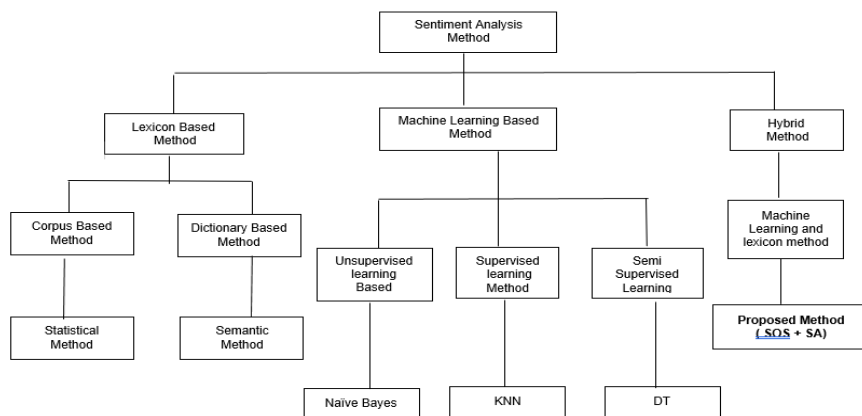 Sentiment Analysis
Method
Lexicon Based
Method
Machine Learning Based
Method
Hybrid
Method
Corpus Based
Method
Dictionary Based
Method
Unsupervised
learning
Based
Supervised
learning
Method
Semi
Supervised
Learning
Machine
Learning and
lexicon method
Statistical
Method
Semantic
Method
Proposed Method
( SOS + SA)
Naïve Bayes
KNN
DT